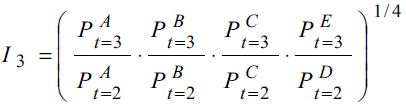 I_3 = ( P^A_{t=3} / P^A_{t=2} · P^B_{t=3} / P^B_{t=2} · P^C_{t=3} / P^C_{t=2} · P^E_{t=3} / P^D_{t=2} )^{1/4}